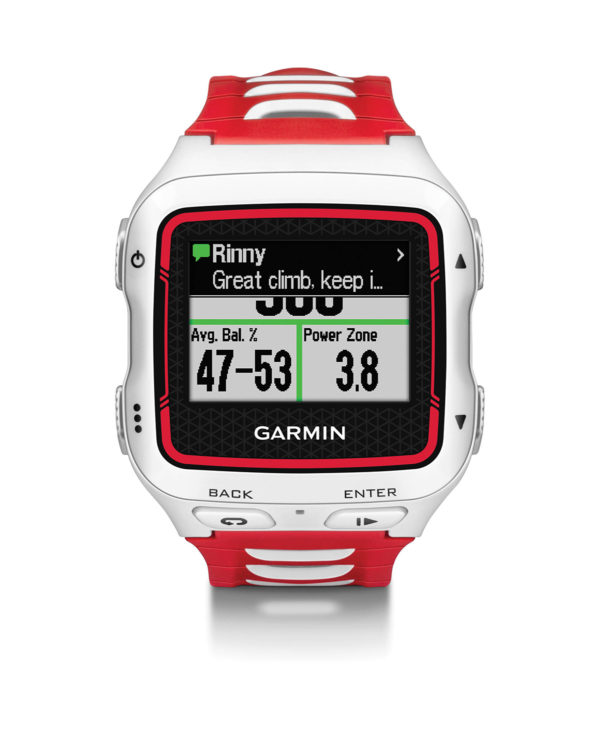 Rinny
Great climb, keep i...
Avg. Bal. %
Power Zone
47-53
3.8
GARMIN
BACK
ENTER